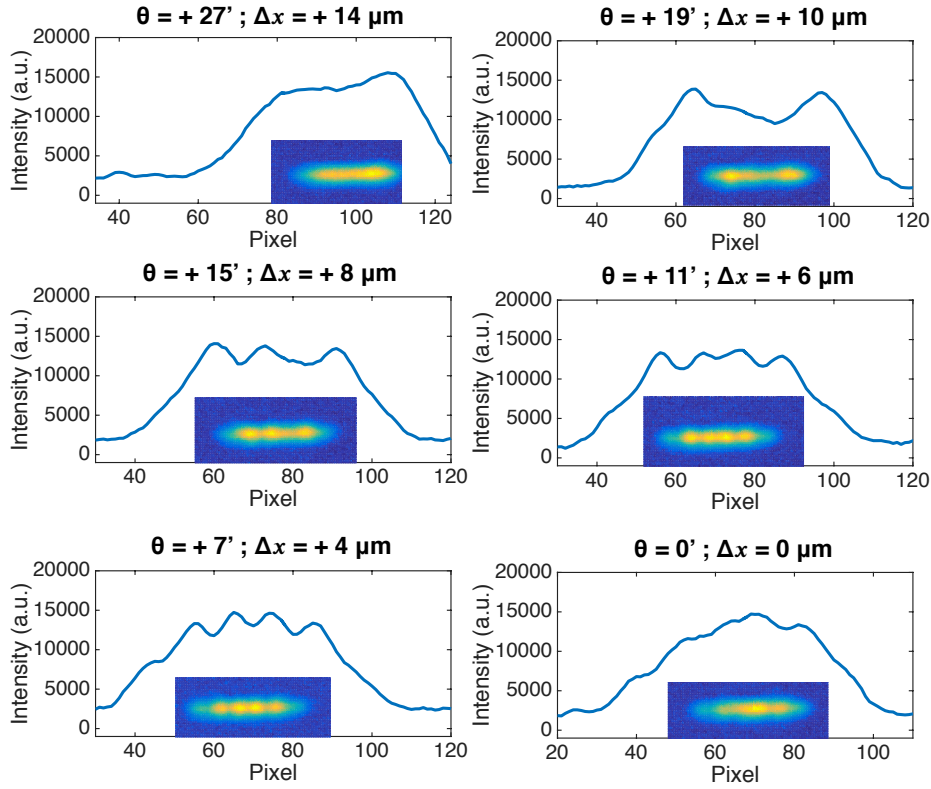 θ = + 27' ; Δx = + 14 µm
20000
15000
10000
5000
0
Intensity (a.u.)
40 60 80 100 120
Pixel
θ = + 19' ; Δx = + 10 µm
20000
15000
10000
5000
0
Intensity (a.u.)
40 60 80 100 120
Pixel
θ = + 15' ; Δx = + 8 µm
20000
15000
10000
5000
0
Intensity (a.u.)
40 60 80 100 120
Pixel
θ = + 11' ; Δx = + 6 µm
20000
15000
10000
5000
0
Intensity (a.u.)
40 60 80 100 120
Pixel
θ = + 7' ; Δx = + 4 µm
20000
15000
10000
5000
0
Intensity (a.u.)
40 60 80 100 120
Pixel
θ = 0' ; Δx = 0 µm
20000
15000
10000
5000
0
Intensity (a.u.)
20 40 60 80 100
Pixel